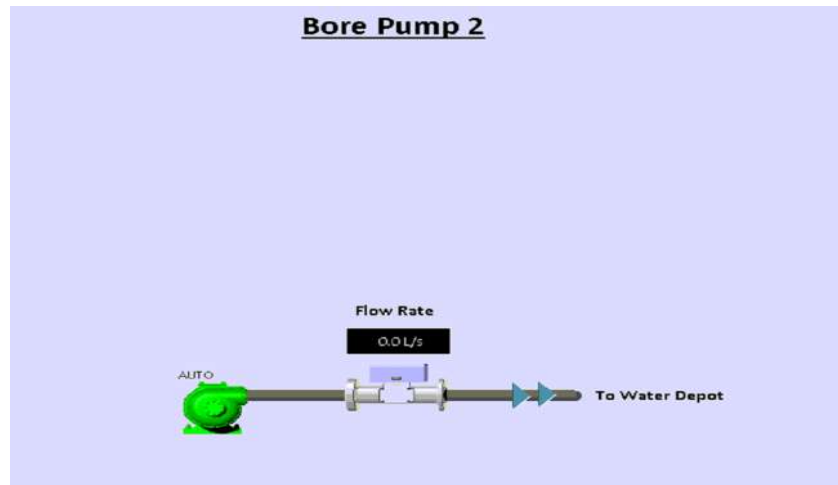 Bore Pump 2
Flow Rate
0.0 L/s
AUTO
To Water Depot